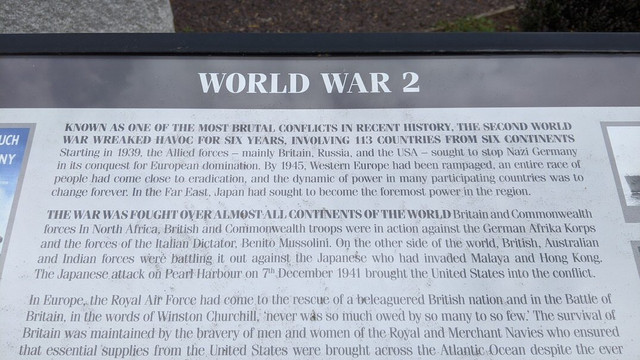 WORLD WAR 2
UCH
NY
KNOWN AS ONE OF THE MOST BRUTAL CONFLICTS IN RECENT HISTORY, THE SECOND WORLD
WAR WREAKED HAVOC FOR SIX YEARS, INVOLVING 113 COUNTRIES FROM SIX CONTINENTS
Starting in 1939, the Allied forces – mainly Britain, Russia, and the USA – sought to stop Nazi Germany
in its conquest for European domination. By 1945, Western Europe had been rampaged, an entire race of
people had come close to eradication, and the dynamic of power in many participating countries was to
change forever. In the Far East, Japan had sought to become the foremost power in the region.
THE WAR WAS FOUGHT OVER ALMOST ALL CONTINENTS OF THE WORLD Britain and Commonwealth
forces In North Africa, British and Commonwealth troops were in action against the German Afrika Korps
and the forces of the Italian Dictator, Benito Mussolini. On the other side of the world, British, Australian
and Indian forces were battling it out against the Japanese who had invaded Malaya and Hong Kong.
The Japanese attack on Pearl Harbour on 7th December 1941 brought the United States into the conflict.
In Europe, the Royal Air Force had come to the rescue of a beleaguered British nation and in the Battle of
Britain, in the words of Winston Churchill, 'never was so much owed by so many to so few.' The survival of
Britain was maintained by the bravery of men and women of the Royal and Merchant Navies who ensured
that essential supplies from the United States were brought across the Atlantic Ocean despite the ever